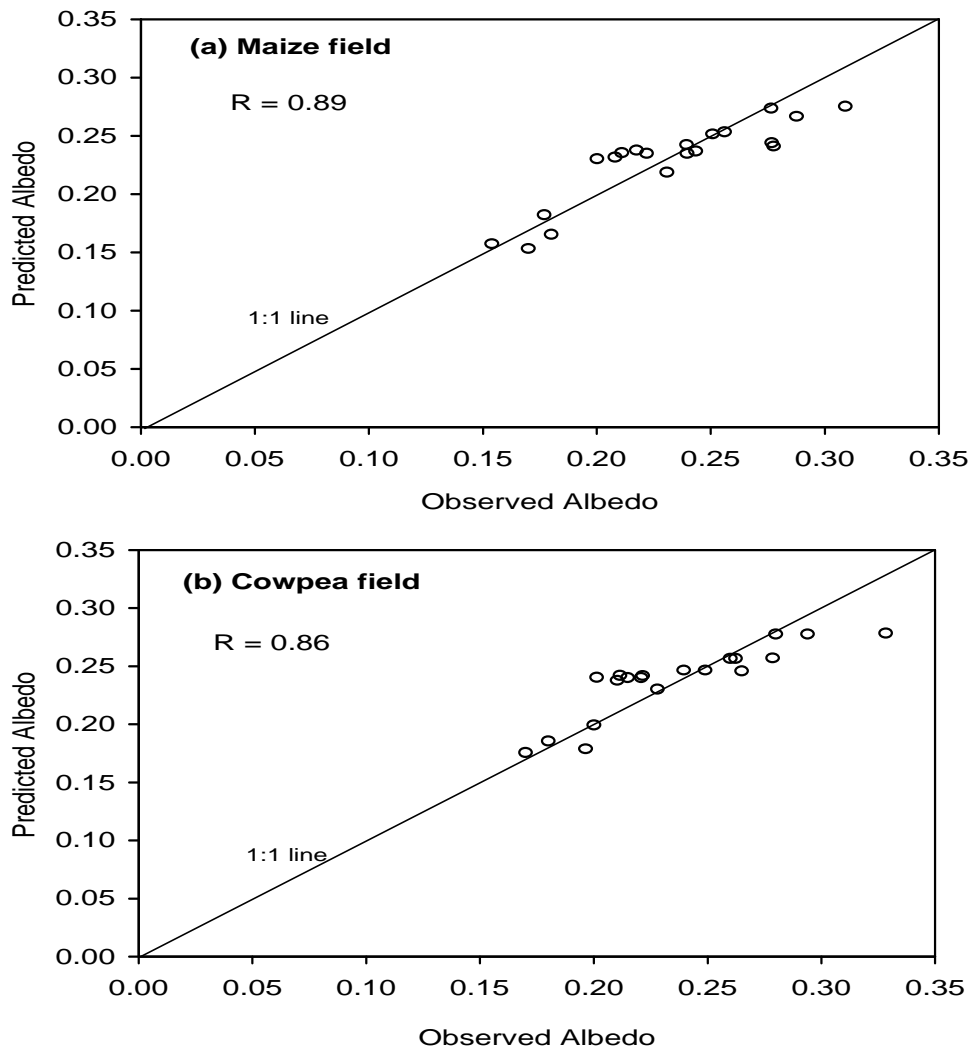 (a) Maize field
R = 0.89
1:1 line
Predicted Albedo
0.35
0.30
0.25
0.20
0.15
0.10
0.05
0.00
0.00 0.05 0.10 0.15 0.20 0.25 0.30 0.35
Observed Albedo
(b) Cowpea field
R = 0.86
1:1 line
Predicted Albedo
0.35
0.30
0.25
0.20
0.15
0.10
0.05
0.00
0.00 0.05 0.10 0.15 0.20 0.25 0.30 0.35
Observed Albedo